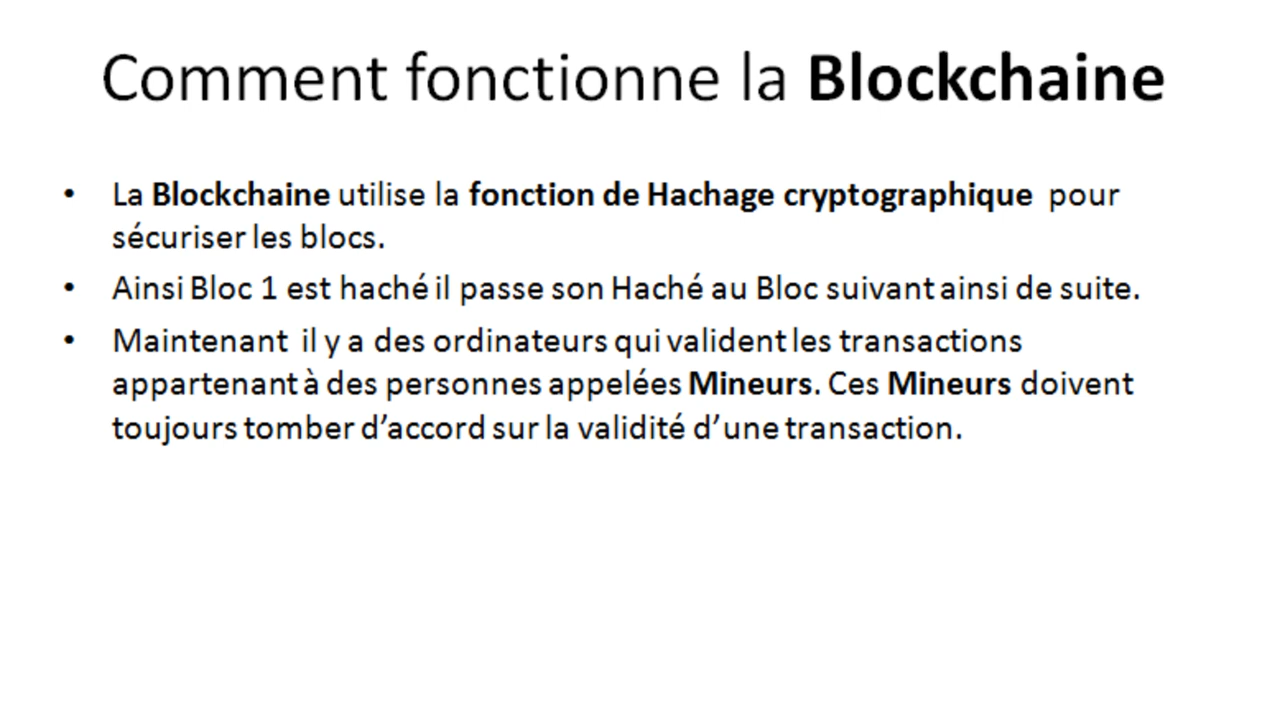 Comment fonctionne la Blockchaine
• La Blockchaine utilise la fonction de Hachage cryptographique pour
sécuriser les blocs.
• Ainsi Bloc 1 est haché il passe son Haché au Bloc suivant ainsi de suite.
• Maintenant il y a des ordinateurs qui valident les transactions
appartenant à des personnes appelées Mineurs. Ces Mineurs doivent
toujours tomber d’accord sur la validité d’une transaction.